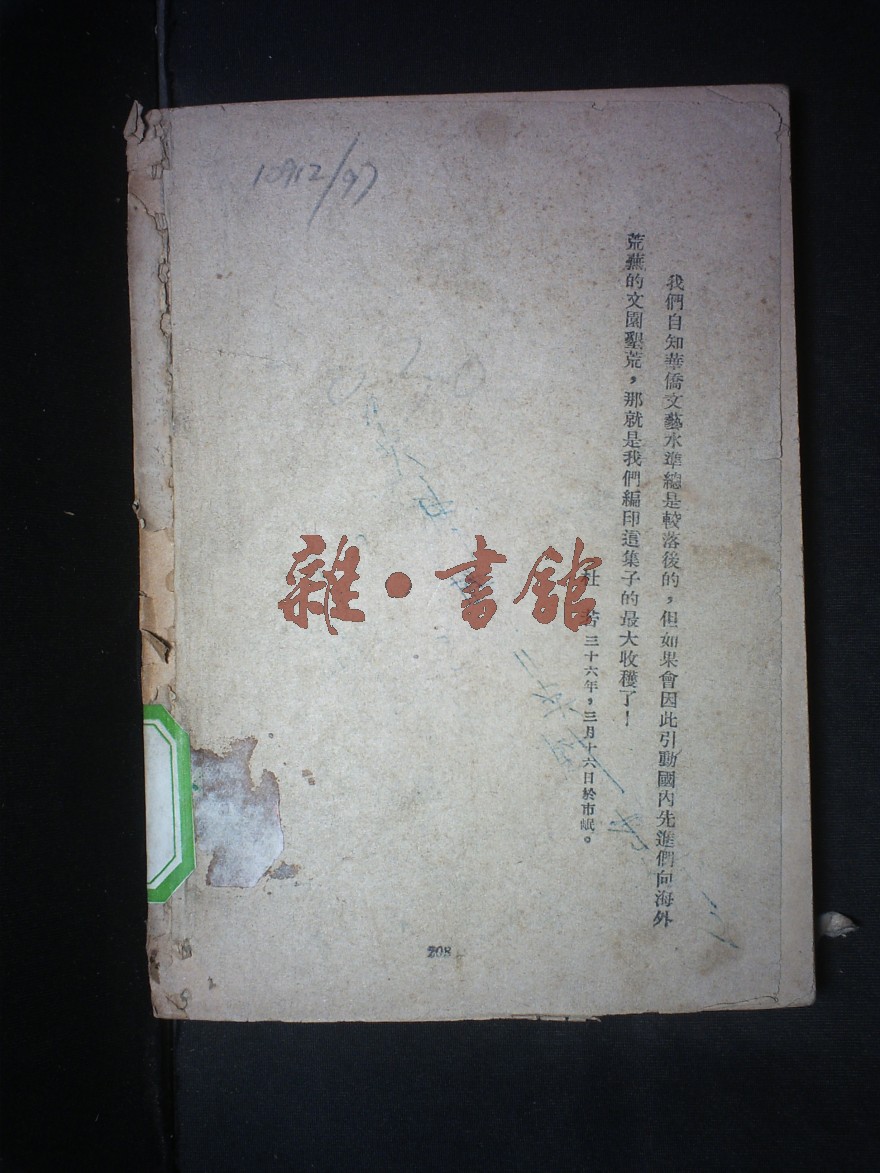 10912/97
我們自知華僑文藝水準總是較落後的，但如果會因此引動國內先進們向海外
荒蕪的文園墾荒，那就是我們編印這集子的最大收穫了！
杜 芳 三十六年，三月十六日於市岷。
雜·書館
208